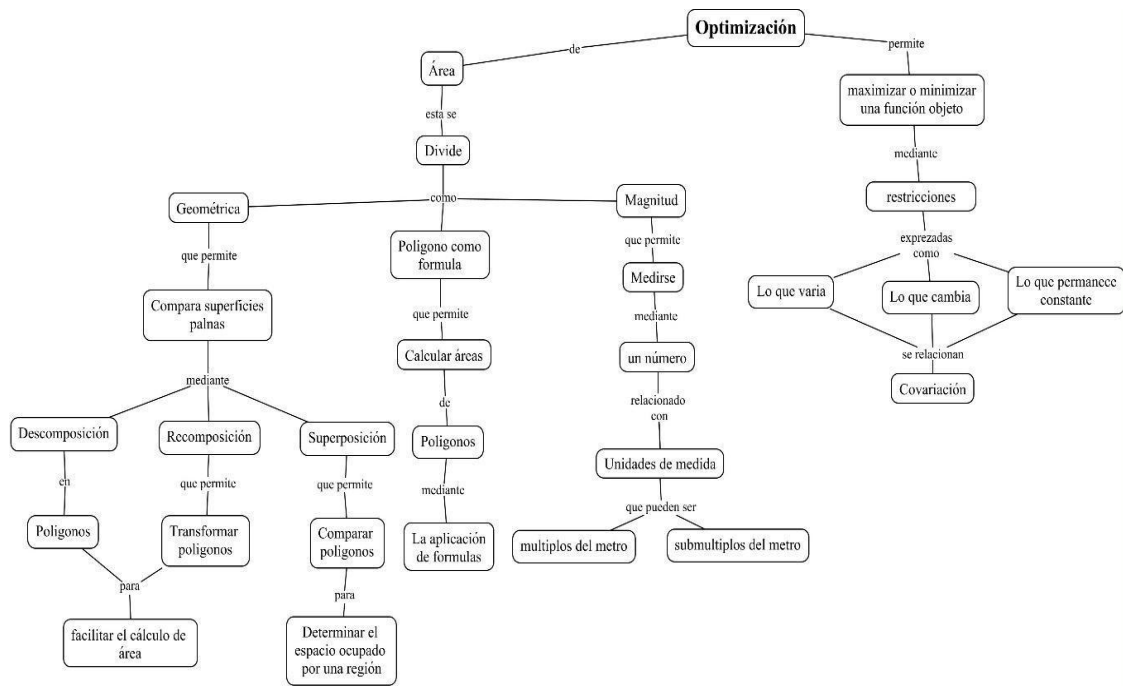 Optimización
de
permite
Área
maximizar o minimizar
una función objeto
esta se
mediante
Divide
restricciones
como
Geométrica
Magnitud
Poligono como
formula
que permite
que permite
exprezadas
como
Compara superficies
palnas
Medirse
Lo que varia
Lo que cambia
Lo que permanece
constante
que permite
mediante
Calcular áreas
un número
se relacionan
Covariación
mediante
de
relacionado
con
Descomposición
Recomposición
Superposición
Poligonos
Unidades de medida
en
que permite
que permite
mediante
que pueden ser
Poligonos
Transformar
poligonos
Comparar
poligonos
La aplicación
de formulas
multiplos del metro
submultiplos del metro
para
para
facilitar el cálculo de
área
Determinar el
espacio ocupado
por una región